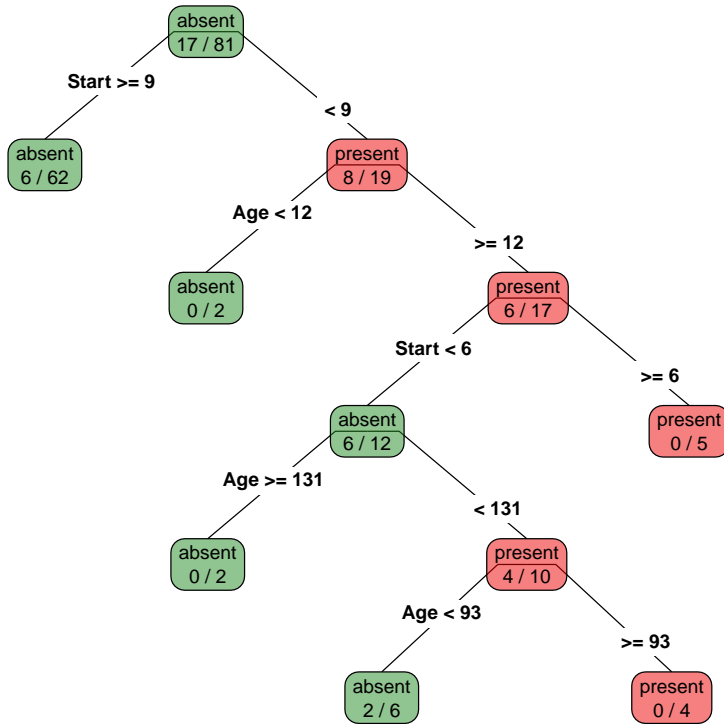 absent
17 / 81
Start >= 9
< 9
absent
6 / 62
present
8 / 19
Age < 12
>= 12
absent
0 / 2
present
6 / 17
Start < 6
>= 6
absent
6 / 12
present
0 / 5
Age >= 131
< 131
absent
0 / 2
present
4 / 10
Age < 93
>= 93
absent
2 / 6
present
0 / 4